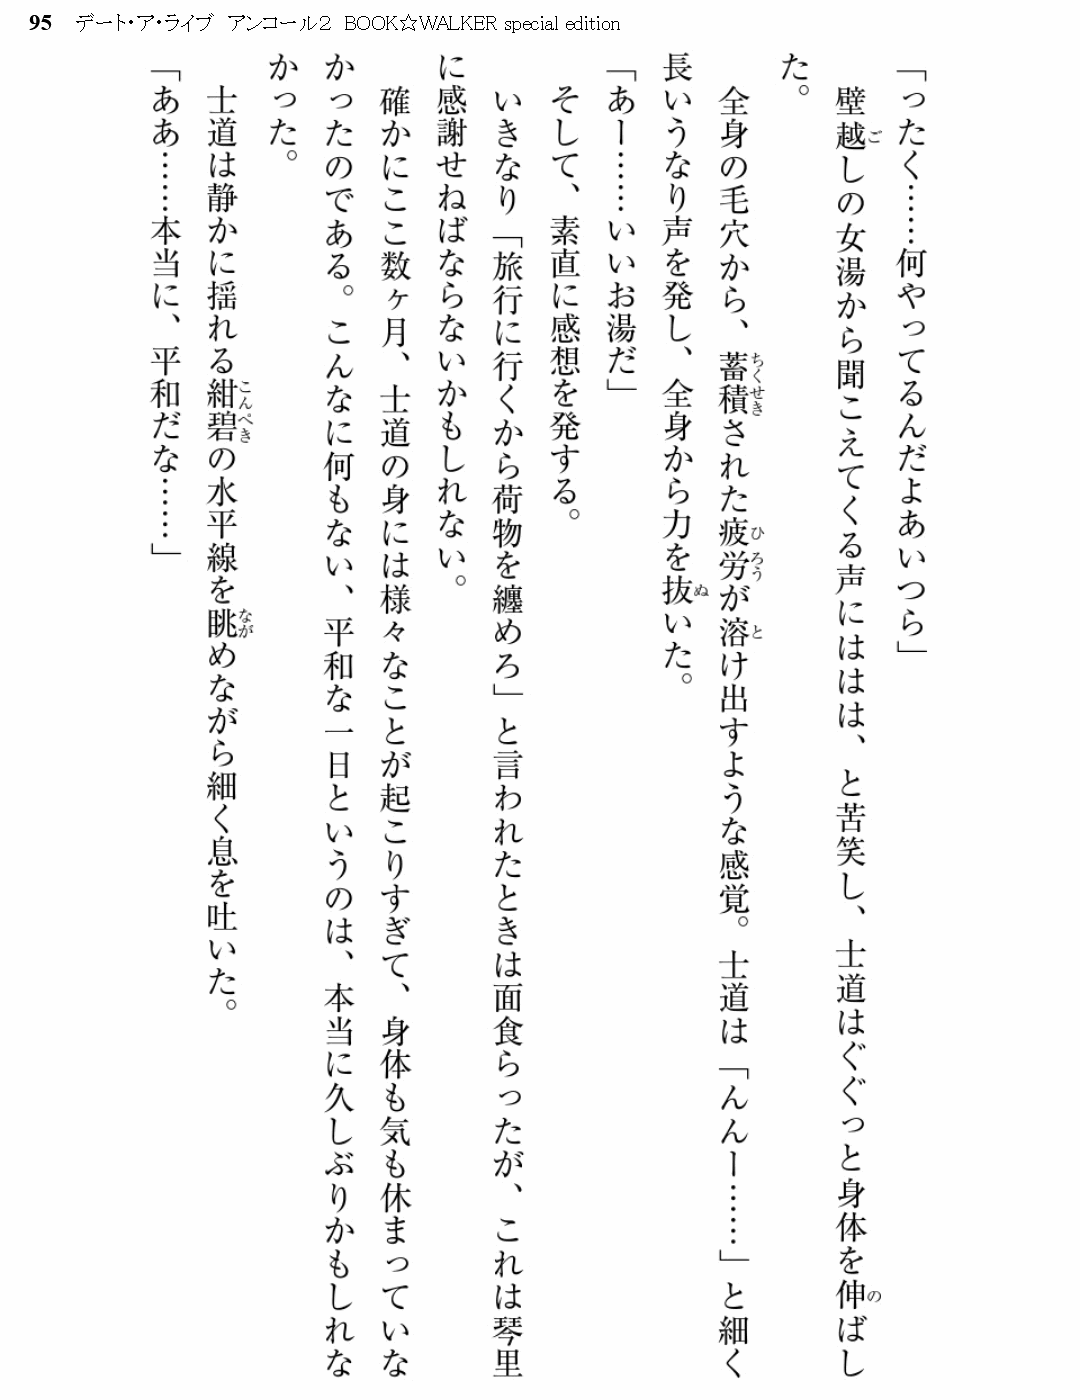 95 デート・ア・ライブ アンコール2 BOOK☆WALKER special edition
「ったく……何やってるんだよあいつら」
壁越しの女湯から聞こえてくる声にははは、と苦笑し、士道はぐぐっと身体を伸ばし
た。
全身の毛穴から、蓄積された疲労が溶け出すような感覚。士道は「んんー……」と細く
長いうなり声を発し、全身から力を抜いた。
「あー……いいお湯だ」
そして、素直に感想を発する。
いきなり「旅行に行くから荷物を纏めろ」と言われたときは面食らったが、これは琴里
に感謝せねばならないかもしれない。
確かにここ数ヶ月、士道の身には様々なことが起こりすぎて、身体も気も休まっていな
かったのである。こんなに何もない、平和な一日というのは、本当に久しぶりかもしれな
かった。
士道は静かに揺れる紺碧の水平線を眺めながら細く息を吐いた。
「ああ……本当に、平和だな……」